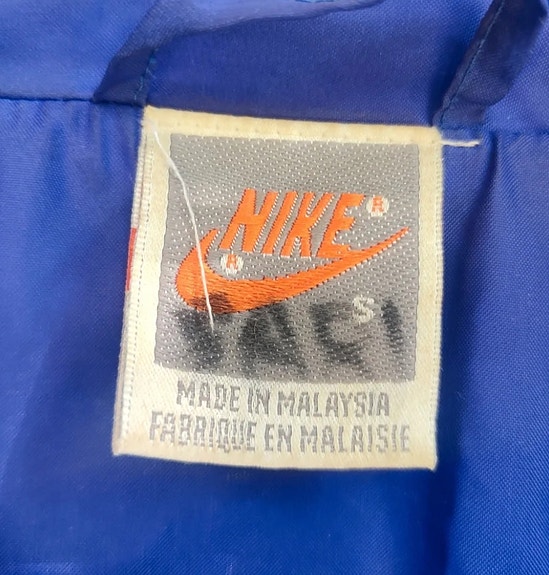 NIKE®
®
S
MADE IN MALAYSIA
FABRIQUE EN MALAISIE